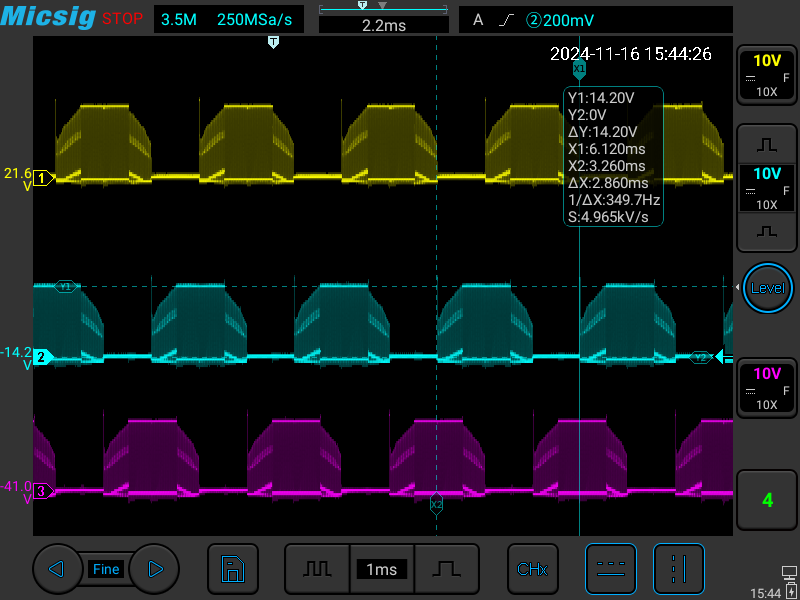 Micsig STOP 3.5M 250MSa/s T 2.2ms A ②200mV
T
2024-11-16 15:44:26
X1
Y1:14.20V
Y2:0V
ΔY:14.20V
X1:6.120ms
X2:3.260ms
ΔX:2.860ms
1/ΔX:349.7Hz
S:4.965kV/s
21.6
V
1
Y1
-14.2
V
2
Y2
-41.0
V
3
X2
10V
F
10X
10V
F
10X
Level
10V
F
10X
4
Fine
1ms
CHx
15:44